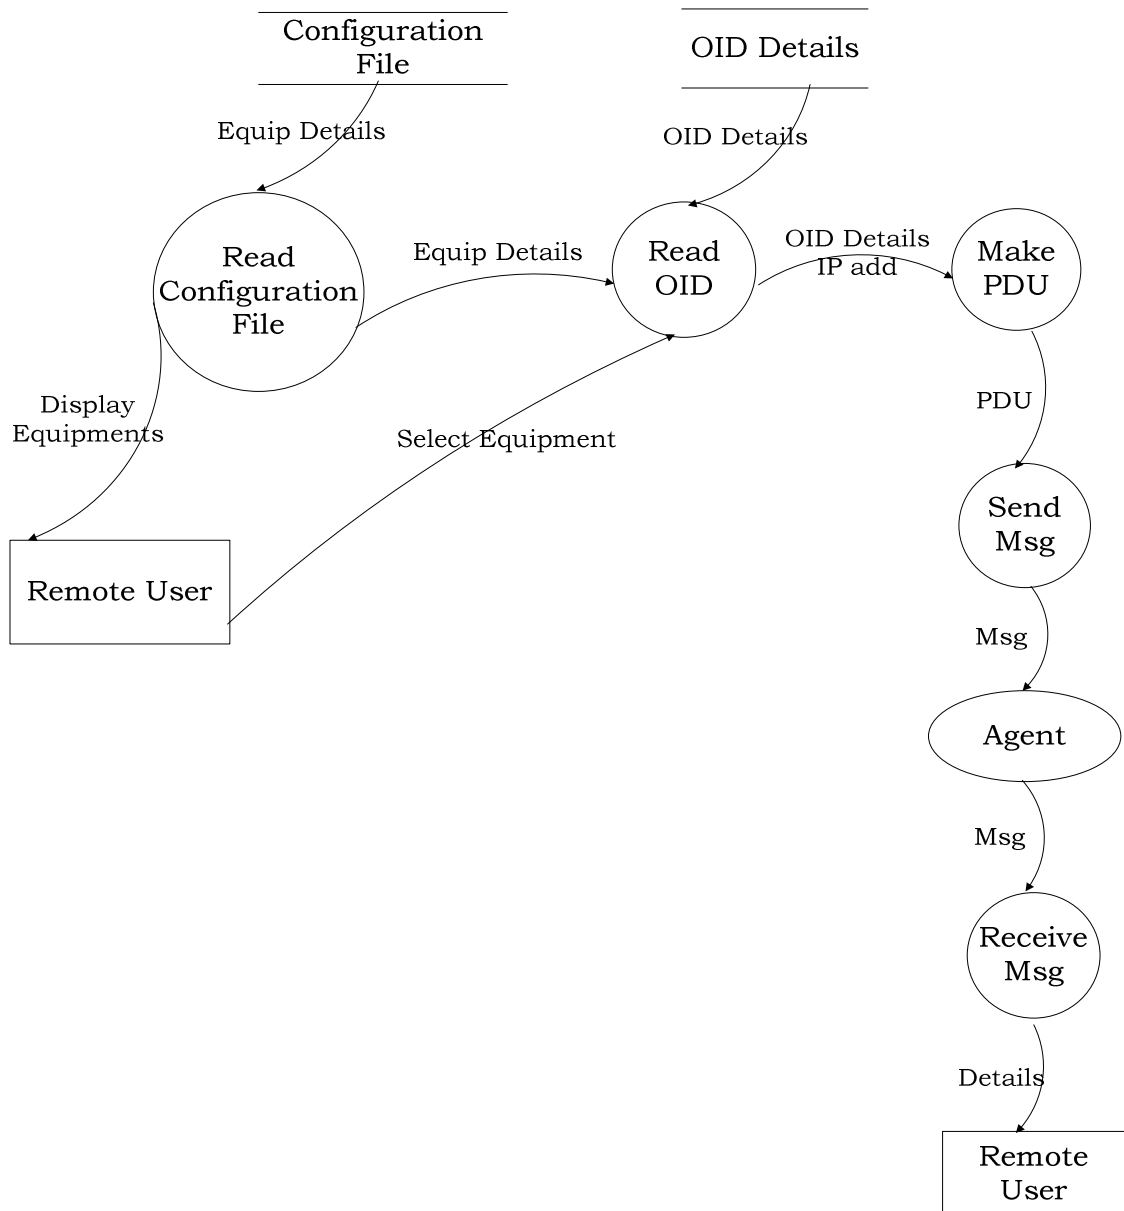 Configuration
File
OID Details
Equip Details
OID Details
Read
Configuration
File
Equip Details
Read
OID
OID Details
IP add
Make
PDU
Display
Equipments
Select Equipment
PDU
Send
Msg
Remote User
Msg
Agent
Msg
Receive
Msg
Details
Remote
User